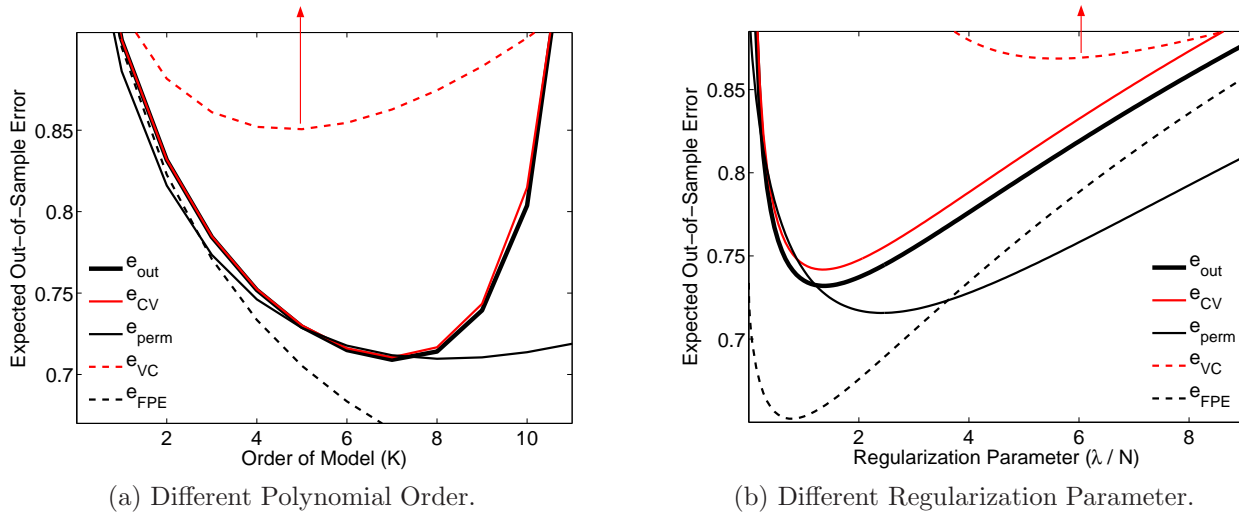 Expected Out−of−Sample Error
0.85
0.8
0.75
0.7
e_out
e_CV
e_perm
e_VC
e_FPE
2 4 6 8 10
Order of Model (K)
(a) Different Polynomial Order.
Expected Out−of−Sample Error
0.85
0.8
0.75
0.7
e_out
e_CV
e_perm
e_VC
e_FPE
2 4 6 8
Regularization Parameter (λ / N)
(b) Different Regularization Parameter.